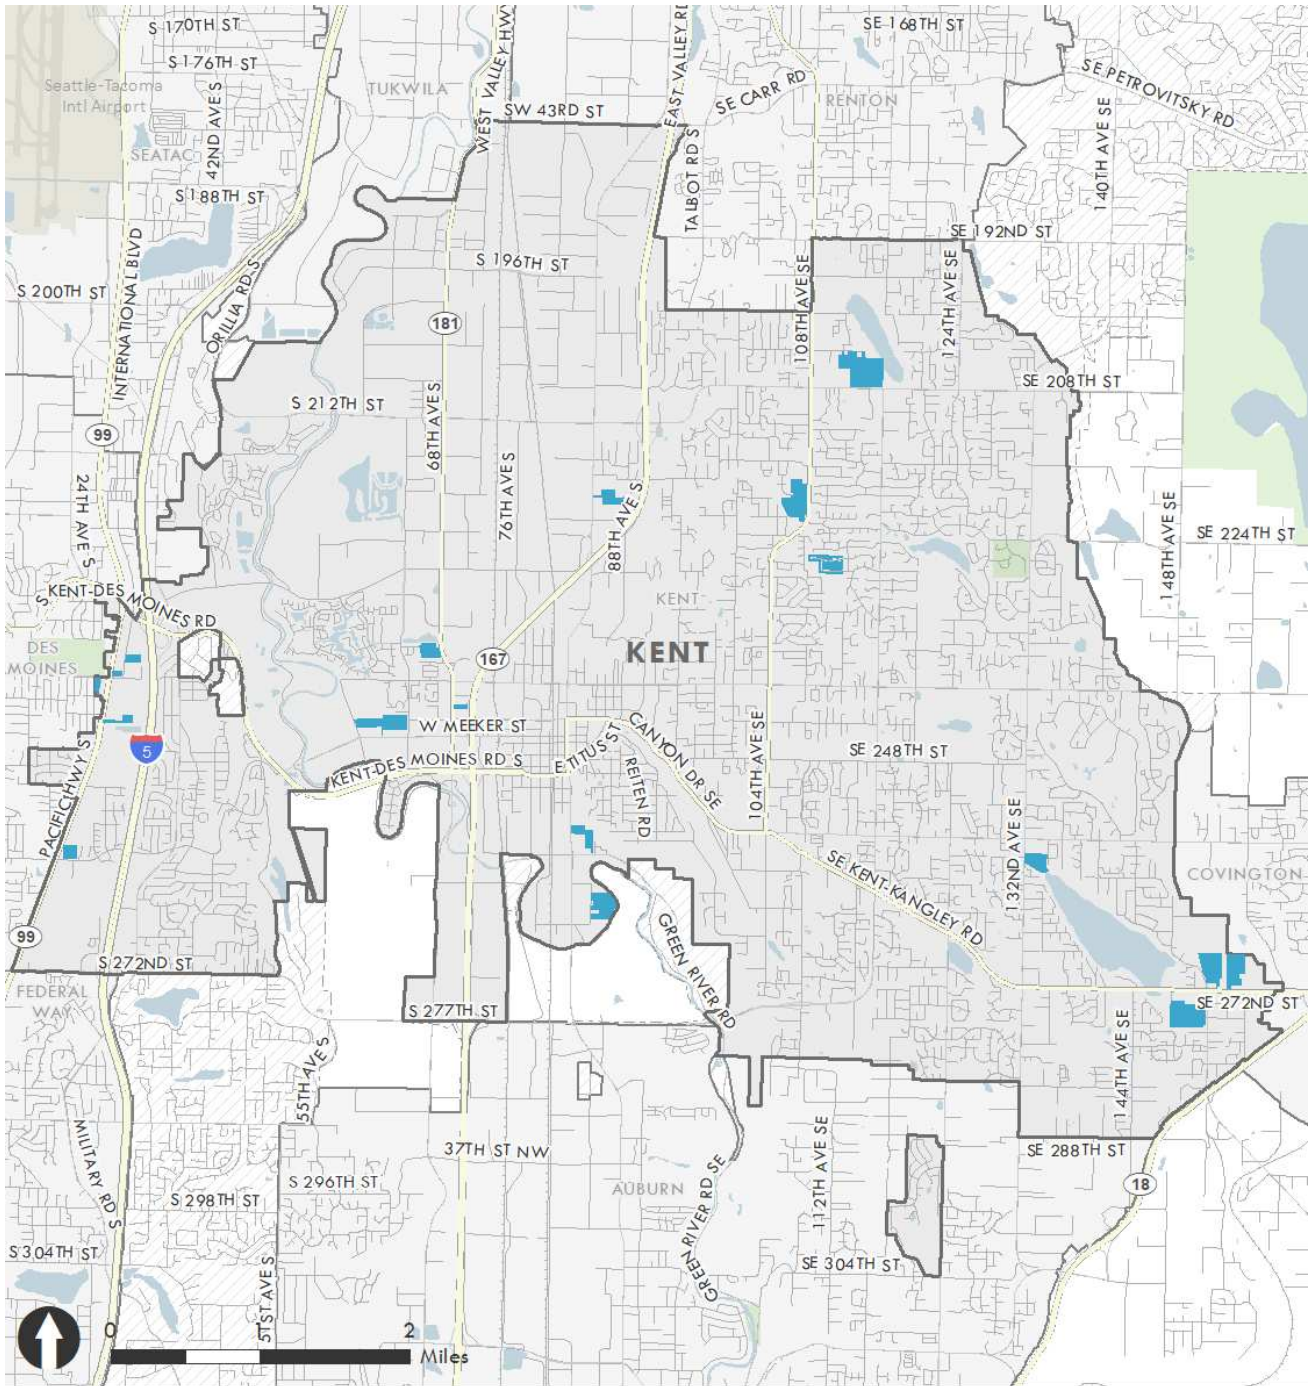 S 170TH ST
SE 168TH ST
S 176TH ST
42ND AVE S
Seattle-Tacoma
Intl Airport
TUKWILA
WEST VALLEY HWY
EAST VALLEY RD
SW 43RD ST
SE CARR RD
RENTON
SE PETROVITSKY RD
140TH AVE SE
SEATAC
S 188TH ST
TALBOT RD S
SE 192ND ST
INTERNATIONAL BLVD
S 196TH ST
S 200TH ST
ORILLIA RD S
181
108TH AVE SE
124TH AVE SE
SE 208TH ST
S 212TH ST
68TH AVE S
99
76TH AVE S
24TH AVE S
88TH AVE S
148TH AVE SE
SE 224TH ST
S KENT-DES MOINES RD
KENT
DES
MOINES
KENT
167
W MEEKER ST
CANYON DR SE
104TH AVE SE
SE 248TH ST
5
KENT-DES MOINES RD S
E TITUS ST
REITEN RD
PACIFIC HWY S
132ND AVE SE
SE KENT-KANGLEY RD
COVINGTON
99
S 272ND ST
GREEN RIVER RD
FEDERAL
WAY
S 277TH ST
SE 272ND ST
144TH AVE SE
55TH AVE S
MILITARY RD S
37TH ST NW
112TH AVE SE
SE 288TH ST
S 296TH ST
S 298TH ST
AUBURN
GREEN RIVER RD SE
18
S 304TH ST
SE 304TH ST
51ST AVE S
0
1
2
Miles